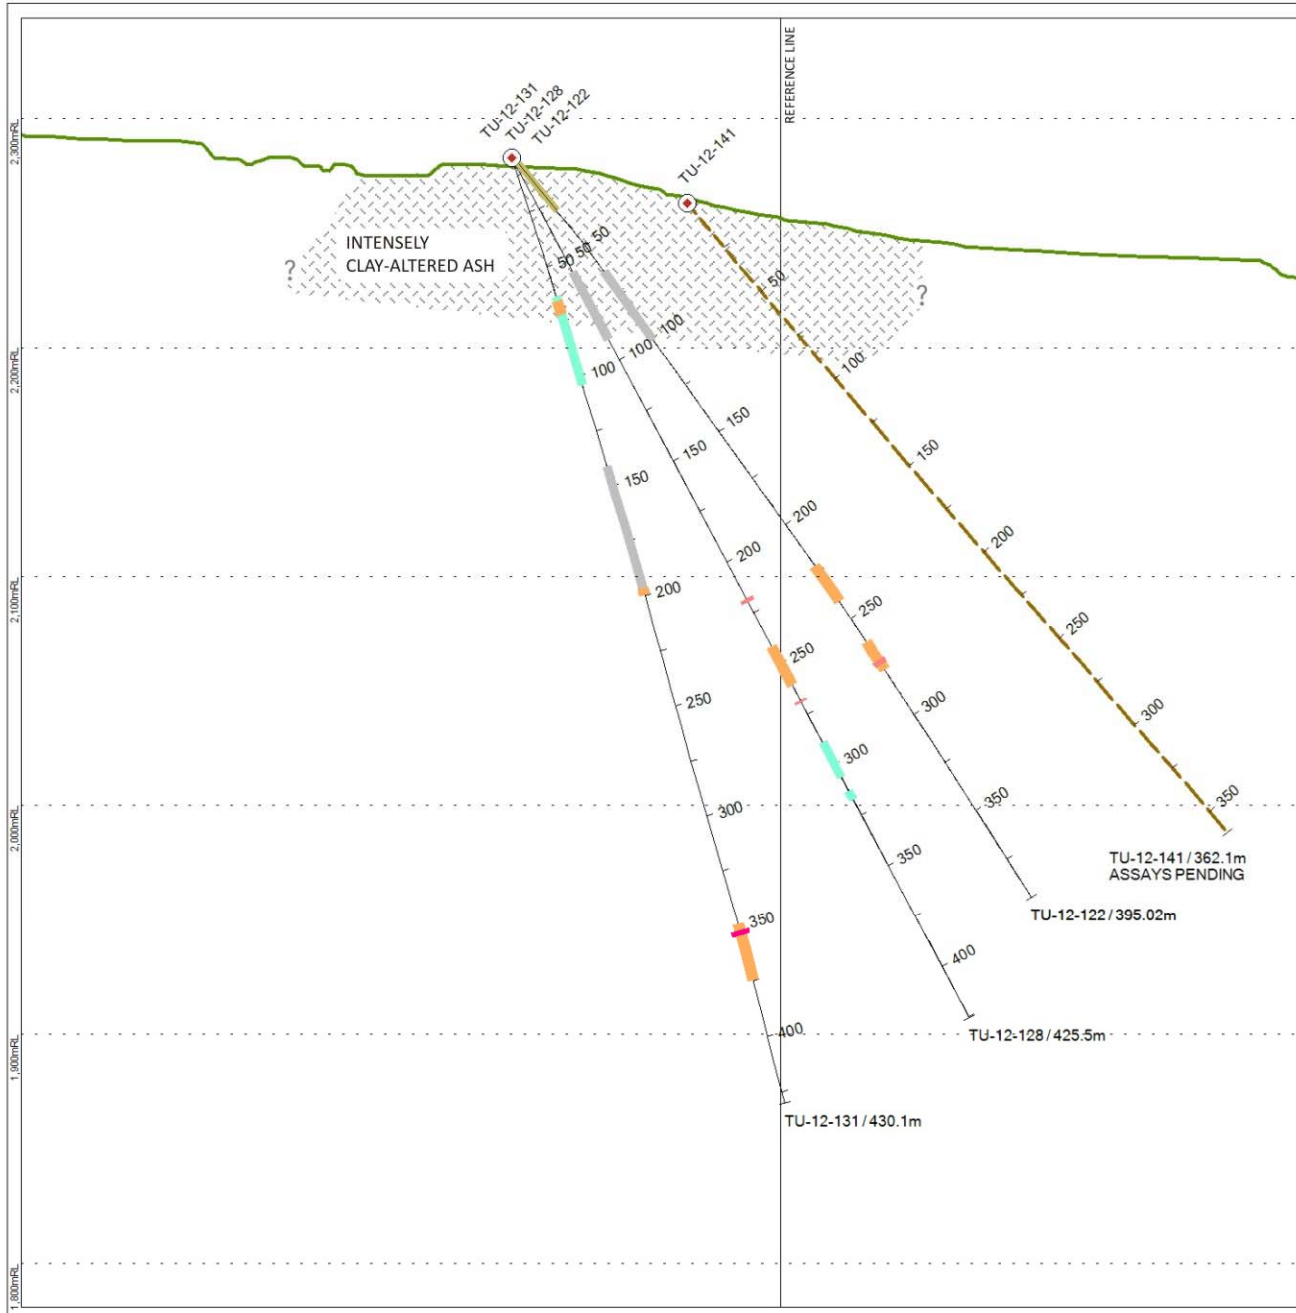 REFERENCE LINE
TU-12-131
TU-12-128
TU-12-122
TU-12-141
2,300mRL
2,200mRL
2,100mRL
2,000mRL
1,900mRL
1,800mRL
INTENSELY
CLAY-ALTERED ASH
?
?
50
100
150
200
250
300
350
400
TU-12-131 / 430.1m
50
100
150
200
250
300
350
400
TU-12-128 / 425.5m
50
100
150
200
250
300
350
TU-12-122 / 395.02m
50
100
150
200
250
300
350
TU-12-141 / 362.1m
ASSAYS PENDING